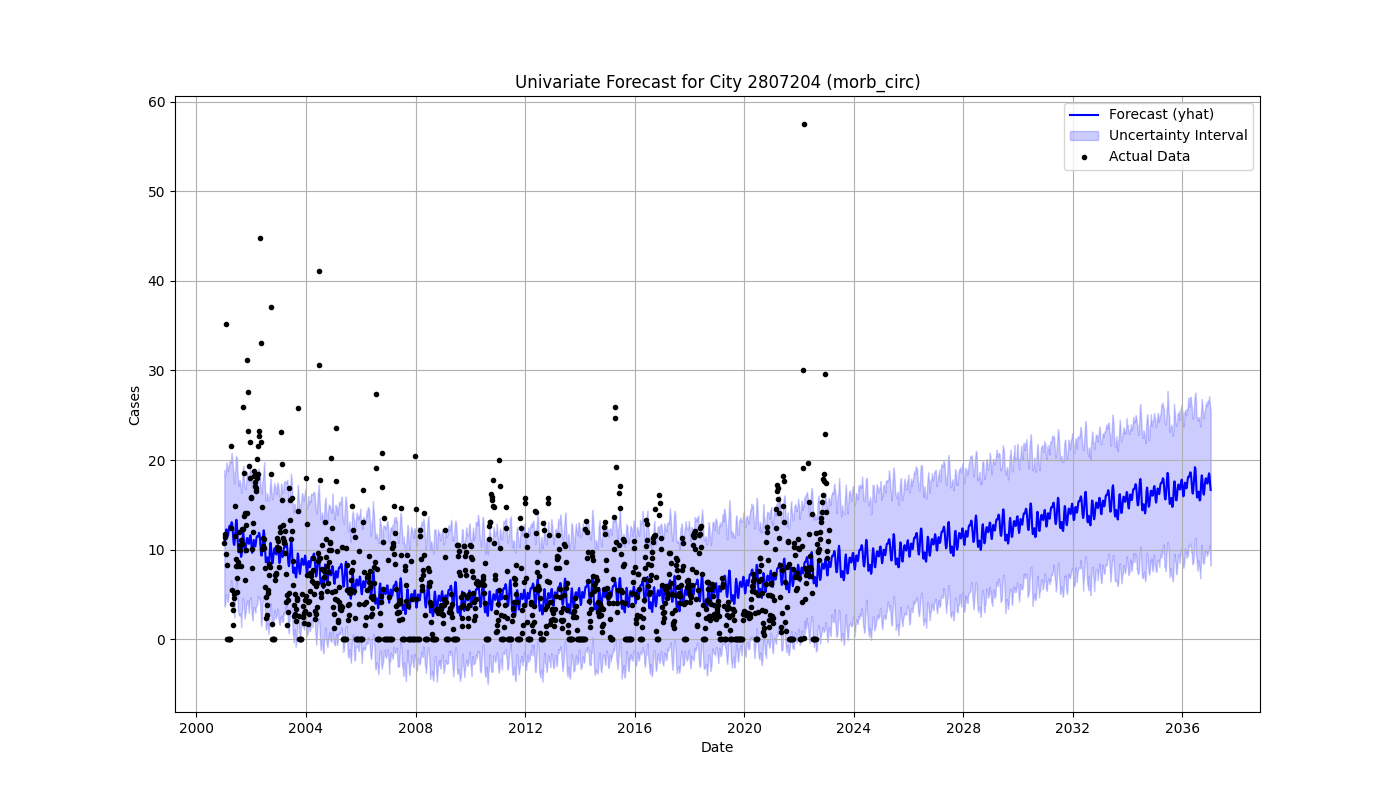 Univariate Forecast for City 2807204 (morb_circ)
Forecast (yhat)
Uncertainty Interval
Actual Data
Cases
60
50
40
30
20
10
0
2000 2004 2008 2012 2016 2020 2024 2028 2032 2036
Date